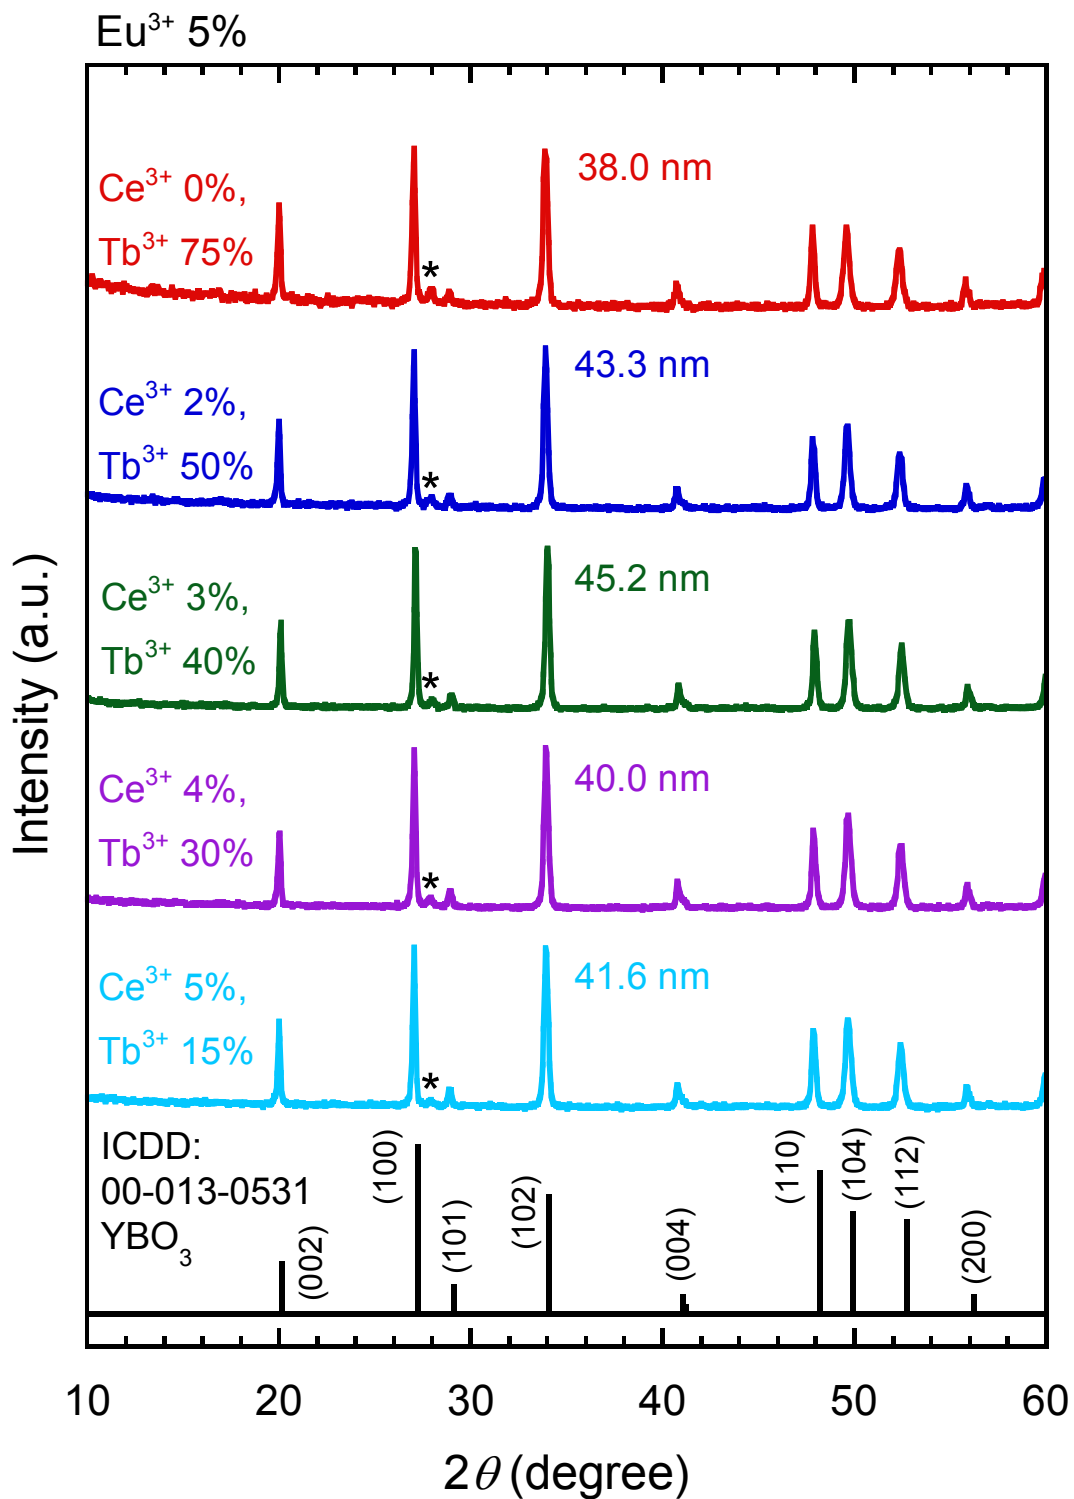 Eu³⁺ 5%
Ce³⁺ 0%,
Tb³⁺ 75%
38.0 nm
*
Ce³⁺ 2%,
Tb³⁺ 50%
43.3 nm
*
Ce³⁺ 3%,
Tb³⁺ 40%
45.2 nm
*
Ce³⁺ 4%,
Tb³⁺ 30%
40.0 nm
*
Ce³⁺ 5%,
Tb³⁺ 15%
41.6 nm
*
ICDD:
00-013-0531
YBO₃
(002)
(100)
(101)
(102)
(004)
(110)
(104)
(112)
(200)
Intensity (a.u.)
10 20 30 40 50 60
2θ (degree)